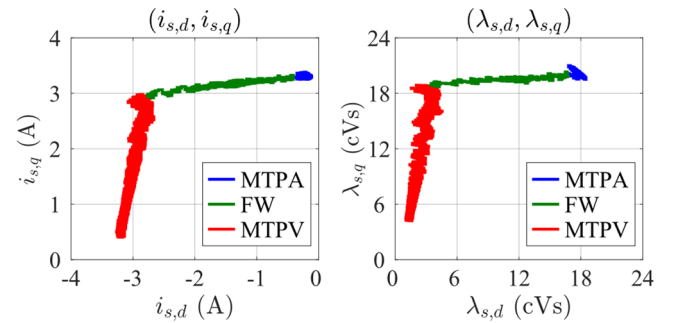 (i_{s,d}, i_{s,q})
4
3
2
1
0
i_{s,q} (A)
MTPA
FW
MTPV
-4 -3 -2 -1 0
i_{s,d} (A)
(λ_{s,d}, λ_{s,q})
24
18
12
6
0
λ_{s,q} (cVs)
MTPA
FW
MTPV
0 6 12 18 24
λ_{s,d} (cVs)